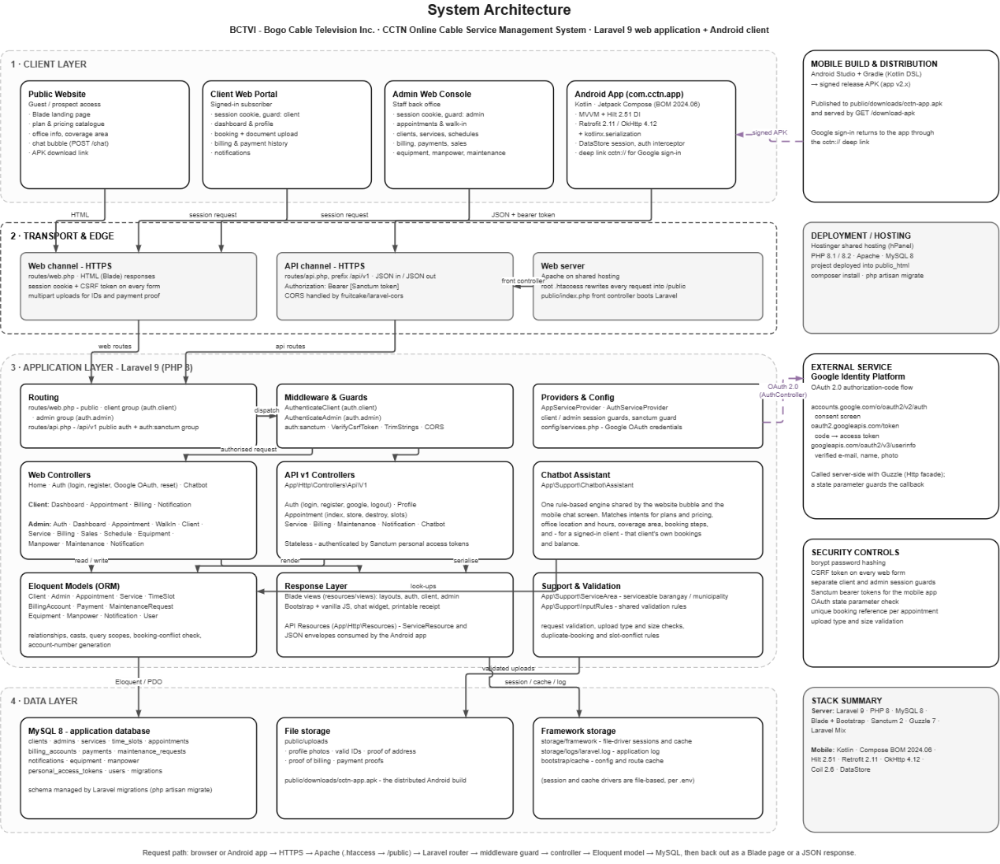 System Architecture
BCTVI - Bogo Cable Television Inc. · CCTN Online Cable Service Management System · Laravel 9 web application + Android client
1 · CLIENT LAYER
Public Website
Guest / prospect access
· Blade landing page
· plan & pricing catalogue
· office info, coverage area
· chat bubble (POST /chat)
· APK download link
Client Web Portal
Signed-in subscriber
· session cookie, guard: client
· dashboard & profile
· booking + document upload
· billing & payment history
· notifications
Admin Web Console
Staff back office
· session cookie, guard: admin
· appointments & walk-in
· clients, services, schedules
· billing, payments, sales
· equipment, manpower, maintenance
Android App (com.cctn.app)
Kotlin · Jetpack Compose (BOM 2024.06)
· MVVM + Hilt 2.51 DI
· Retrofit 2.11 / OkHttp 4.12
+ kotlinx.serialization
· DataStore session, auth interceptor
· deep link cctn:// for Google sign-in
signed APK
MOBILE BUILD & DISTRIBUTION
Android Studio + Gradle (Kotlin DSL)
→ signed release APK (app v2.x)
Published to public/downloads/cctn-app.apk
and served by GET /download-apk
Google sign-in returns to the app through
the cctn:// deep link
HTML
session request
session request
JSON + bearer token
2 · TRANSPORT & EDGE
Web channel - HTTPS
routes/web.php · HTML (Blade) responses
session cookie + CSRF token on every form
multipart uploads for IDs and payment proof
API channel - HTTPS
routes/api.php, prefix /api/v1 · JSON in / JSON out
Authorization: Bearer [Sanctum token]
CORS handled by fruitcake/laravel-cors
front controller
Web server
Apache on shared hosting
root .htaccess rewrites every request into /public
public/index.php front controller boots Laravel
DEPLOYMENT / HOSTING
Hostinger shared hosting (hPanel)
PHP 8.1 / 8.2 · Apache · MySQL 8
project deployed into public_html
composer install · php artisan migrate
web routes
api routes
3 · APPLICATION LAYER - Laravel 9 (PHP 8)
Routing
routes/web.php - public · client group (auth.client)
· admin group (auth.admin)
routes/api.php - /api/v1 public auth + auth:sanctum group
dispatch
Middleware & Guards
AuthenticateClient (auth.client)
AuthenticateAdmin (auth.admin)
auth:sanctum · VerifyCsrfToken · TrimStrings · CORS
Providers & Config
AppServiceProvider · AuthServiceProvider
client / admin session guards, sanctum guard
config/services.php - Google OAuth credentials
OAuth 2.0
(AuthController)
EXTERNAL SERVICE
Google Identity Platform
OAuth 2.0 authorization-code flow
accounts.google.com/o/oauth2/v2/auth
consent screen
oauth2.googleapis.com/token
code → access token
googleapis.com/oauth2/v3/userinfo
verified e-mail, name, photo
Called server-side with Guzzle (Http facade);
a state parameter guards the callback
authorised request
Web Controllers
Home · Auth (login, register, Google OAuth, reset) · Chatbot
Client: Dashboard · Appointment · Billing · Notification
Admin: Auth · Dashboard · Appointment · WalkIn · Client ·
Service · Billing · Sales · Schedule · Equipment ·
Manpower · Maintenance · Notification
API v1 Controllers
App\Http\Controllers\Api\V1
Auth (login, register, google, logout) · Profile
Appointment (index, store, destroy, slots)
Service · Billing · Maintenance · Notification · Chatbot
Stateless - authenticated by Sanctum personal access tokens
Chatbot Assistant
App\Support\Chatbot\Assistant
One rule-based engine shared by the website bubble and the
mobile chat screen. Matches intents for plans and pricing,
office location and hours, coverage area, booking steps,
and - for a signed-in client - that client's own bookings
and balance.
read / write
render
serialise
Eloquent Models (ORM)
Client · Admin · Appointment · Service · TimeSlot
BillingAccount · Payment · MaintenanceRequest
Equipment · Manpower · Notification · User
relationships, casts, query scopes, booking-conflict check,
account-number generation
Response Layer
look-ups
Blade views (resources/views): layouts, auth, client, admin
Bootstrap + vanilla JS, chat widget, printable receipt
API Resources (App\Http\Resources) - ServiceResource and
JSON envelopes consumed by the Android app
Support & Validation
App\Support\ServiceArea - serviceable barangay / municipality
App\Support\InputRules - shared validation rules
request validation, upload type and size checks,
duplicate-booking and slot-conflict rules
SECURITY CONTROLS
bcrypt password hashing
CSRF token on every web form
separate client and admin session guards
Sanctum bearer tokens for the mobile app
OAuth state parameter check
unique booking reference per appointment
upload type and size validation
validated uploads
Eloquent / PDO
session / cache / log
4 · DATA LAYER
MySQL 8 - application database
clients · admins · services · time_slots · appointments
billing_accounts · payments · maintenance_requests
notifications · equipment · manpower
personal_access_tokens · users · migrations
schema managed by Laravel migrations (php artisan migrate)
File storage
public/uploads
· profile photos · valid IDs · proof of address
· proof of billing · payment proofs
public/downloads/cctn-app.apk - the distributed Android build
Framework storage
storage/framework - file-driver sessions and cache
storage/logs/laravel.log - application log
bootstrap/cache - config and route cache
(session and cache drivers are file-based, per .env)
STACK SUMMARY
Server: Laravel 9 · PHP 8 · MySQL 8 ·
Blade + Bootstrap · Sanctum 2 · Guzzle 7 ·
Laravel Mix
Mobile: Kotlin · Compose BOM 2024.06 ·
Hilt 2.51 · Retrofit 2.11 · OkHttp 4.12 ·
Coil 2.6 · DataStore
Request path: browser or Android app → HTTPS → Apache (.htaccess → /public) → Laravel router → middleware guard → controller → Eloquent model → MySQL, then back out as a Blade page or a JSON response.